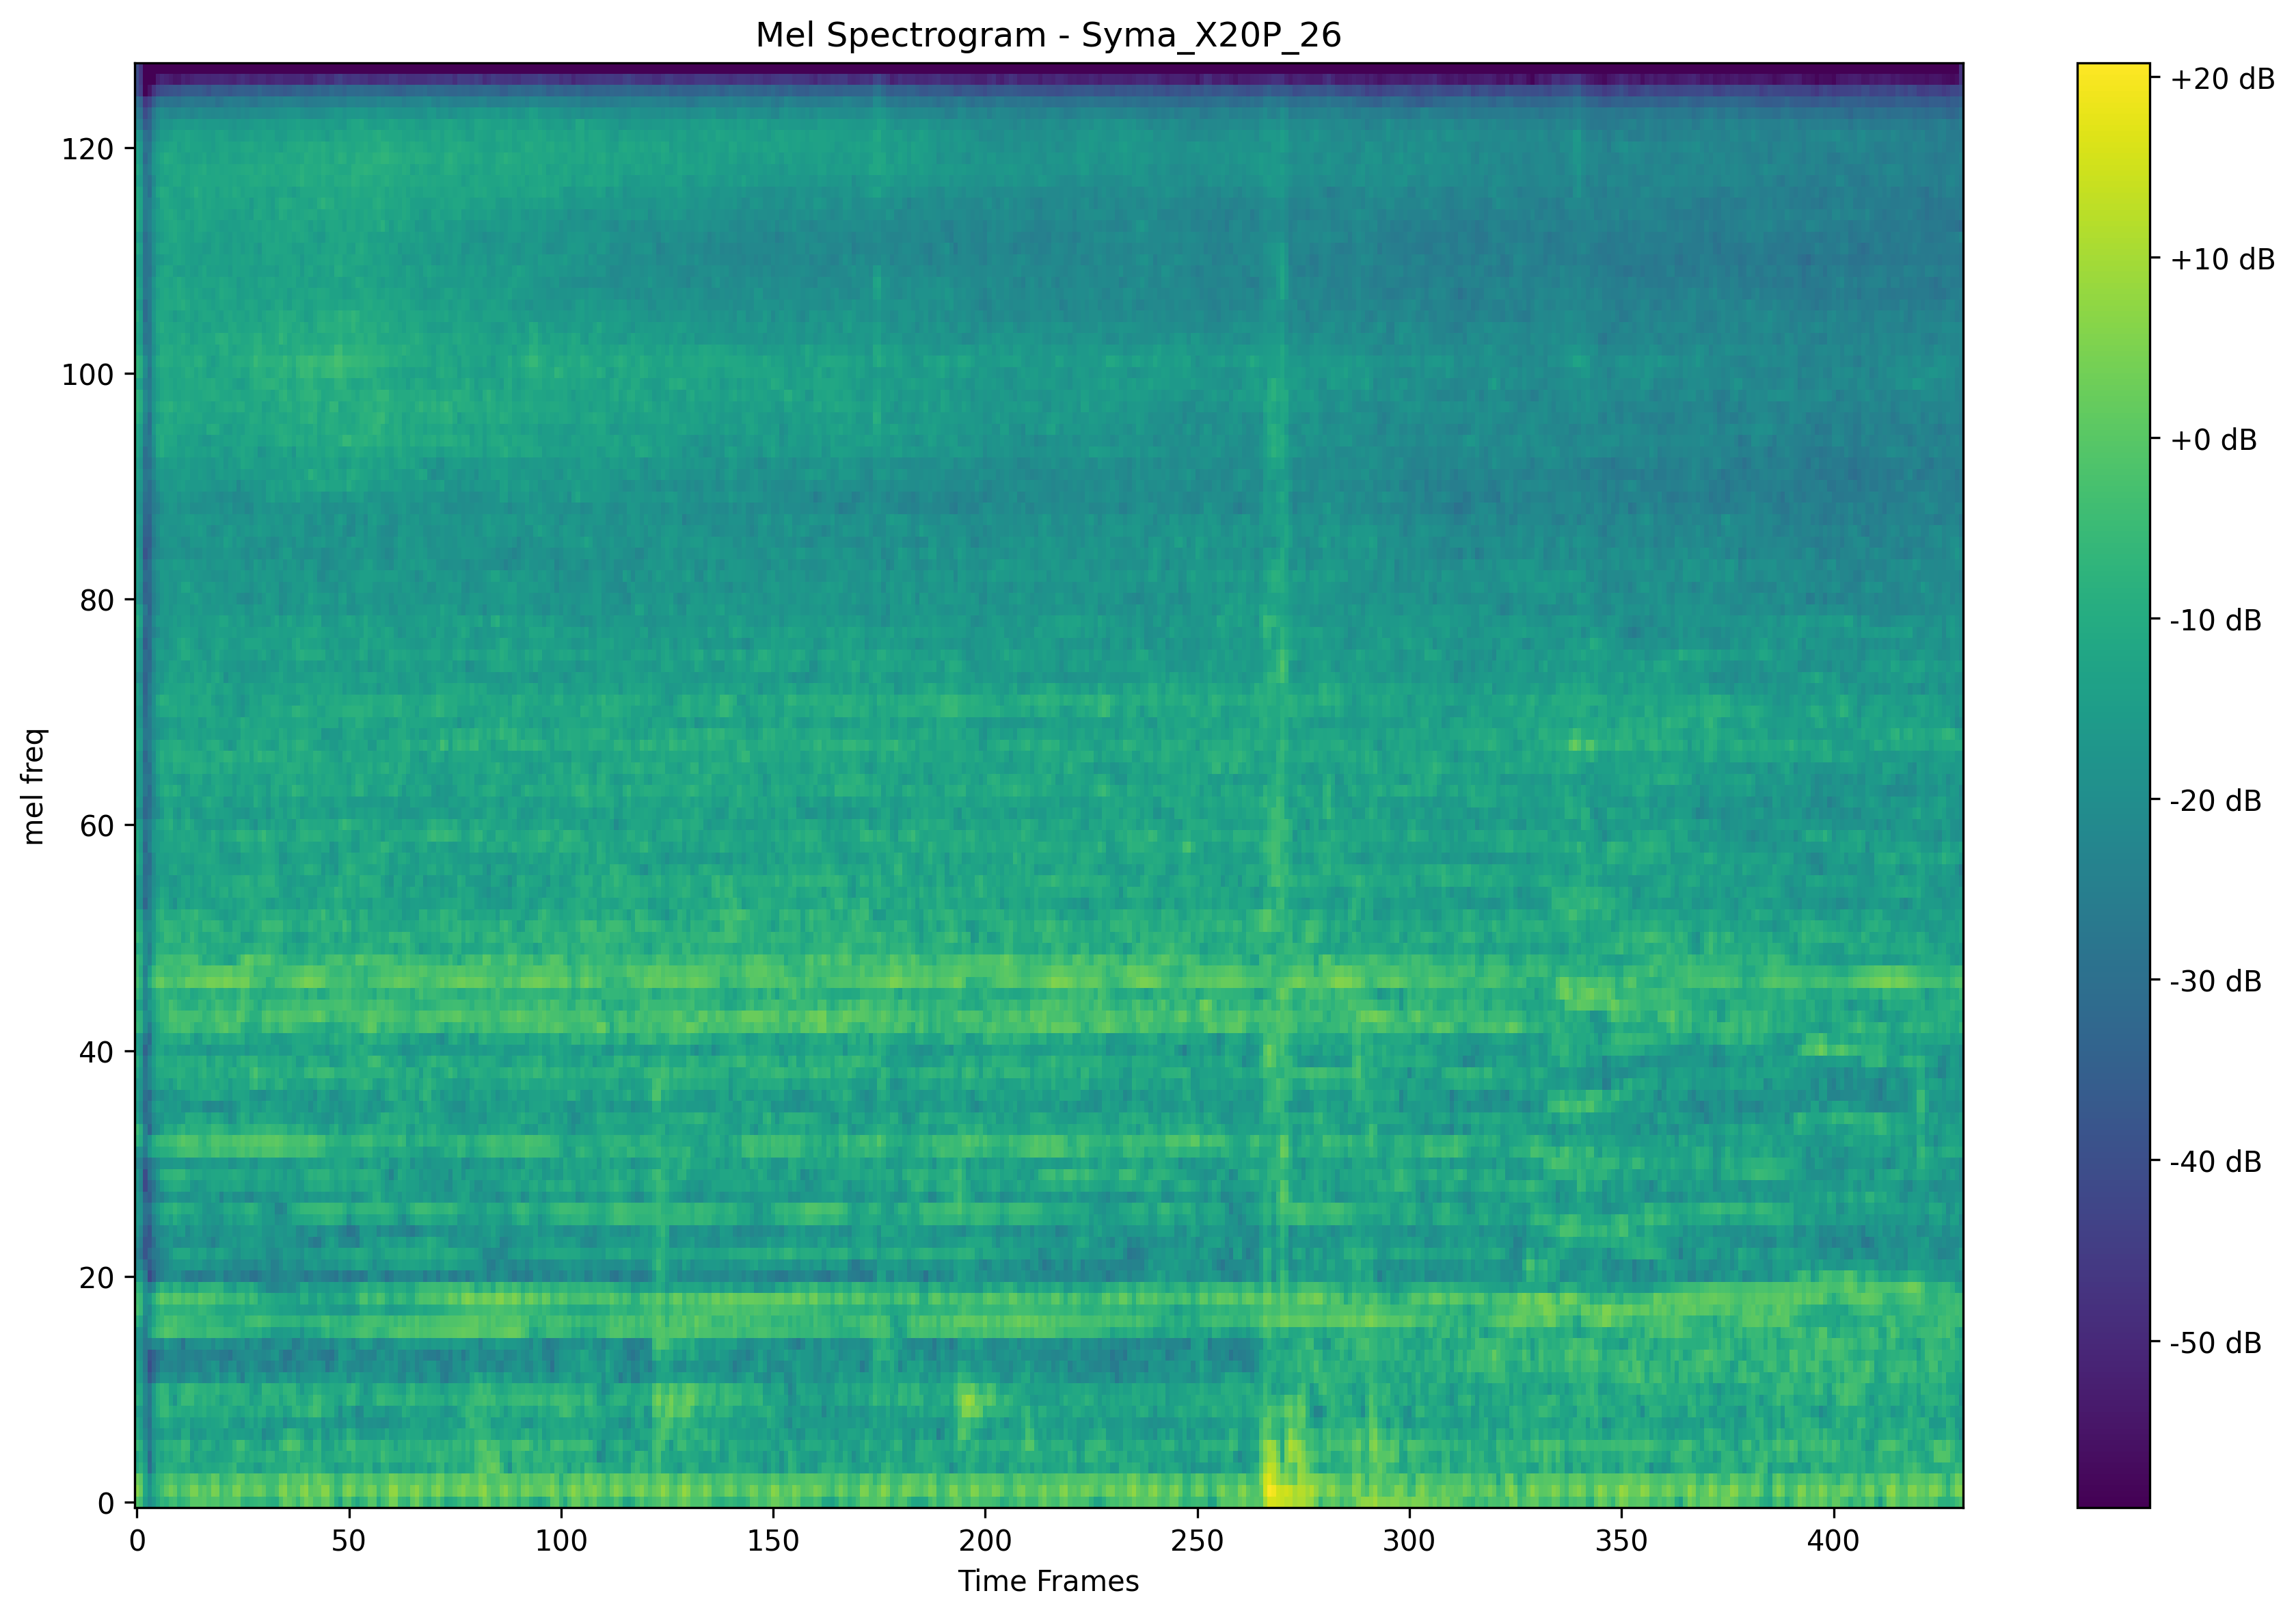 Mel Spectrogram - Syma_X20P_26
mel freq
120
100
80
60
40
20
0
0 50 100 150 200 250 300 350 400
Time Frames
+20 dB
+10 dB
+0 dB
-10 dB
-20 dB
-30 dB
-40 dB
-50 dB